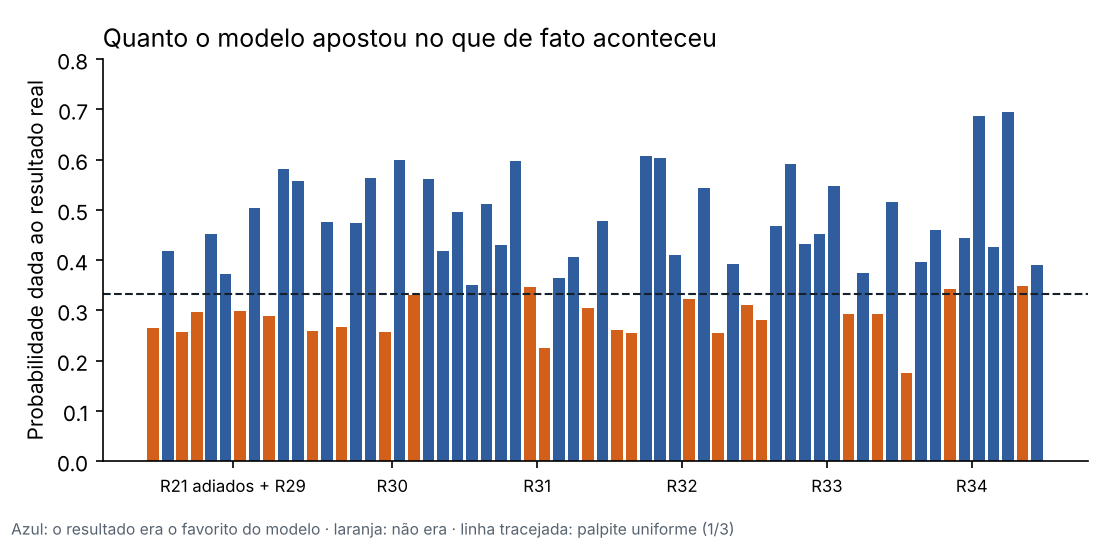 Quanto o modelo apostou no que de fato aconteceu
Probabilidade dada ao resultado real
0.8
0.7
0.6
0.5
0.4
0.3
0.2
0.1
0.0
R21 adiados + R29
R30
R31
R32
R33
R34
Azul: o resultado era o favorito do modelo · laranja: não era · linha tracejada: palpite uniforme (1/3)